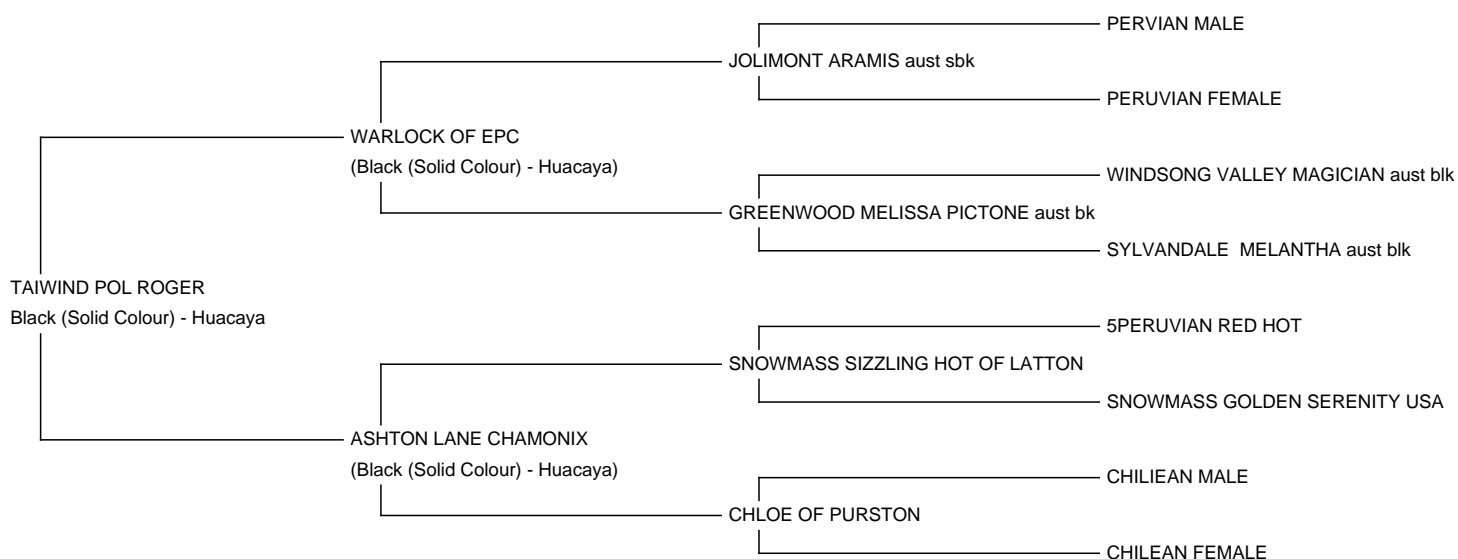 PERVIAN MALE
JOLIMONT ARAMIS aust sbk
PERUVIAN FEMALE
WARLOCK OF EPC
(Black (Solid Colour) - Huacaya)
WINDSONG VALLEY MAGICIAN aust blk
GREENWOOD MELISSA PICTONE aust bk
SYLVANDALE  MELANTHA aust blk
TAIWIND POL ROGER
Black (Solid Colour) - Huacaya
5PERUVIAN RED HOT
SNOWMASS SIZZLING HOT OF LATTON
SNOWMASS GOLDEN SERENITY USA
ASHTON LANE CHAMONIX
(Black (Solid Colour) - Huacaya)
CHILIEAN MALE
CHLOE OF PURSTON
CHILEAN FEMALE